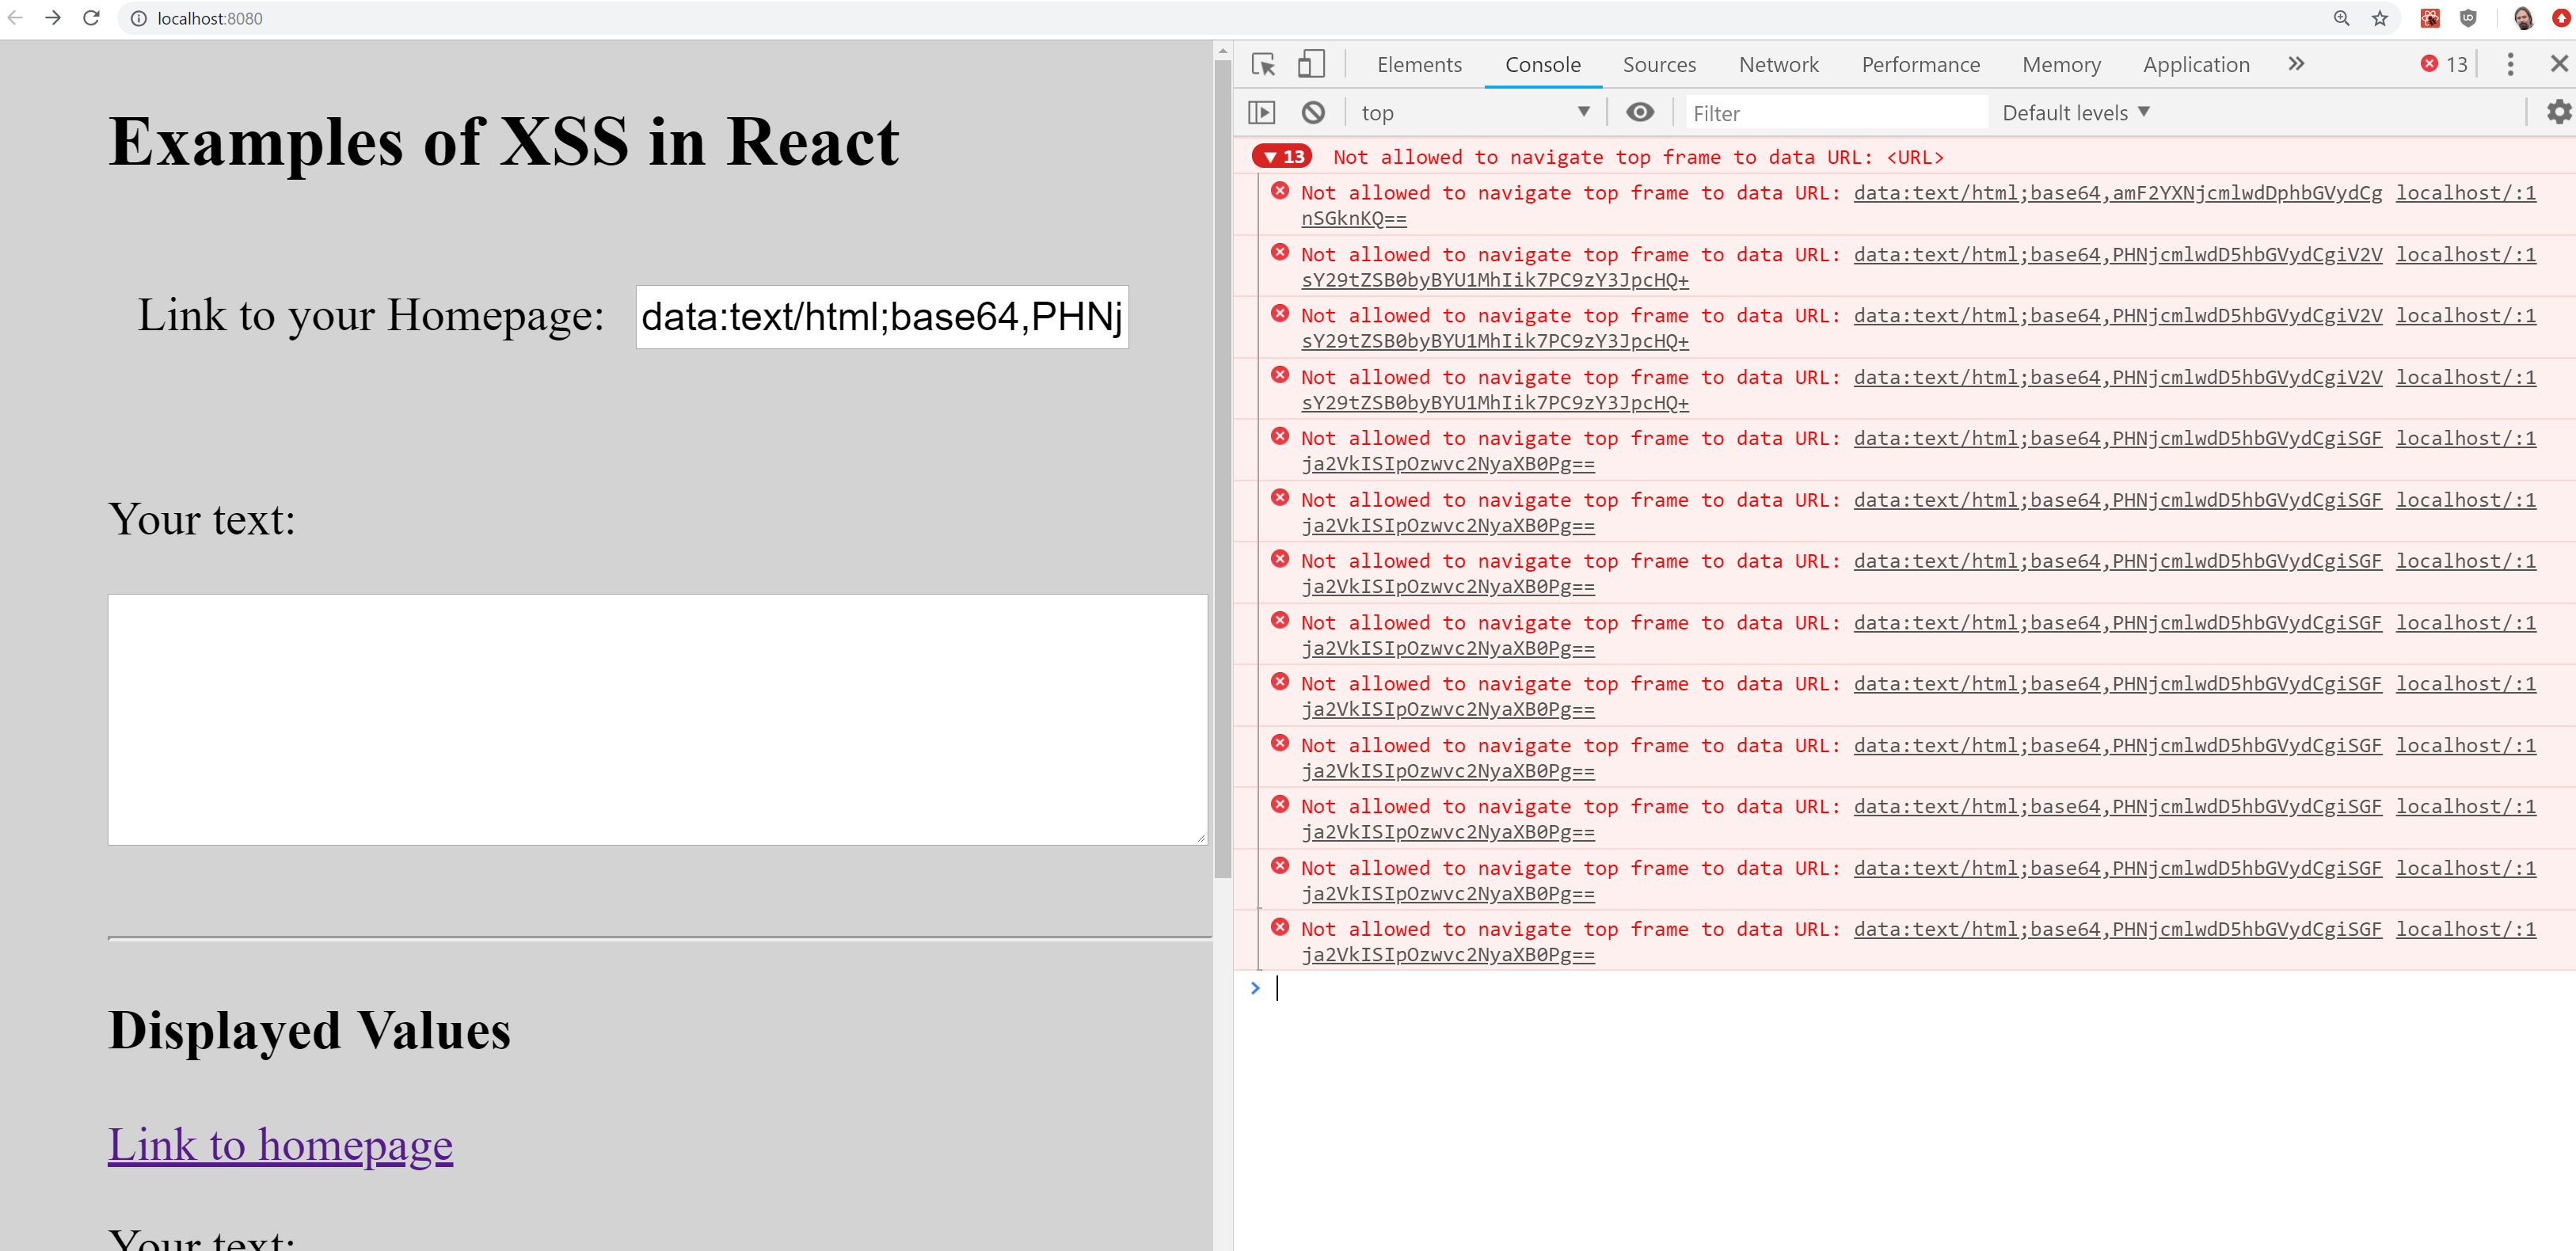 localhost:8080
Examples of XSS in React
Link to your Homepage: data:text/html;base64,PHNj
Your text:
Displayed Values
Link to homepage
Your text:
Elements Console Sources Network Performance Memory Application » 13
top Filter Default levels
13 Not allowed to navigate top frame to data URL: <URL>
Not allowed to navigate top frame to data URL: data:text/html;base64,amF2YXNjcmlwdDphbGVydCg localhost/:1
nSGknKQ==
Not allowed to navigate top frame to data URL: data:text/html;base64,PHNjcmlwdD5hbGVydCgiV2V localhost/:1
sY29tZSB0byBYU1MhIik7PC9zY3JpcHQ+
Not allowed to navigate top frame to data URL: data:text/html;base64,PHNjcmlwdD5hbGVydCgiV2V localhost/:1
sY29tZSB0byBYU1MhIik7PC9zY3JpcHQ+
Not allowed to navigate top frame to data URL: data:text/html;base64,PHNjcmlwdD5hbGVydCgiV2V localhost/:1
sY29tZSB0byBYU1MhIik7PC9zY3JpcHQ+
Not allowed to navigate top frame to data URL: data:text/html;base64,PHNjcmlwdD5hbGVydCgiSGF localhost/:1
ja2VkISIpOzwvc2NyaXB0Pg==
Not allowed to navigate top frame to data URL: data:text/html;base64,PHNjcmlwdD5hbGVydCgiSGF localhost/:1
ja2VkISIpOzwvc2NyaXB0Pg==
Not allowed to navigate top frame to data URL: data:text/html;base64,PHNjcmlwdD5hbGVydCgiSGF localhost/:1
ja2VkISIpOzwvc2NyaXB0Pg==
Not allowed to navigate top frame to data URL: data:text/html;base64,PHNjcmlwdD5hbGVydCgiSGF localhost/:1
ja2VkISIpOzwvc2NyaXB0Pg==
Not allowed to navigate top frame to data URL: data:text/html;base64,PHNjcmlwdD5hbGVydCgiSGF localhost/:1
ja2VkISIpOzwvc2NyaXB0Pg==
Not allowed to navigate top frame to data URL: data:text/html;base64,PHNjcmlwdD5hbGVydCgiSGF localhost/:1
ja2VkISIpOzwvc2NyaXB0Pg==
Not allowed to navigate top frame to data URL: data:text/html;base64,PHNjcmlwdD5hbGVydCgiSGF localhost/:1
ja2VkISIpOzwvc2NyaXB0Pg==
Not allowed to navigate top frame to data URL: data:text/html;base64,PHNjcmlwdD5hbGVydCgiSGF localhost/:1
ja2VkISIpOzwvc2NyaXB0Pg==
Not allowed to navigate top frame to data URL: data:text/html;base64,PHNjcmlwdD5hbGVydCgiSGF localhost/:1
ja2VkISIpOzwvc2NyaXB0Pg==